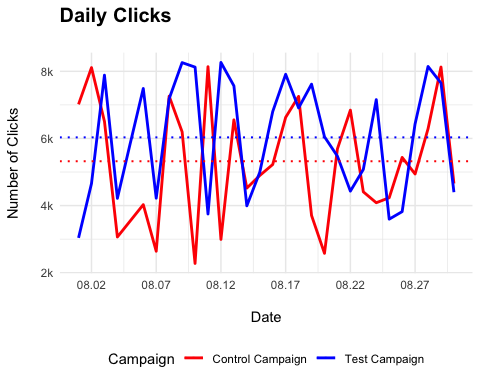 Daily Clicks
Number of Clicks
8k
6k
4k
2k
08.02 08.07 08.12 08.17 08.22 08.27
Date
Campaign Control Campaign Test Campaign